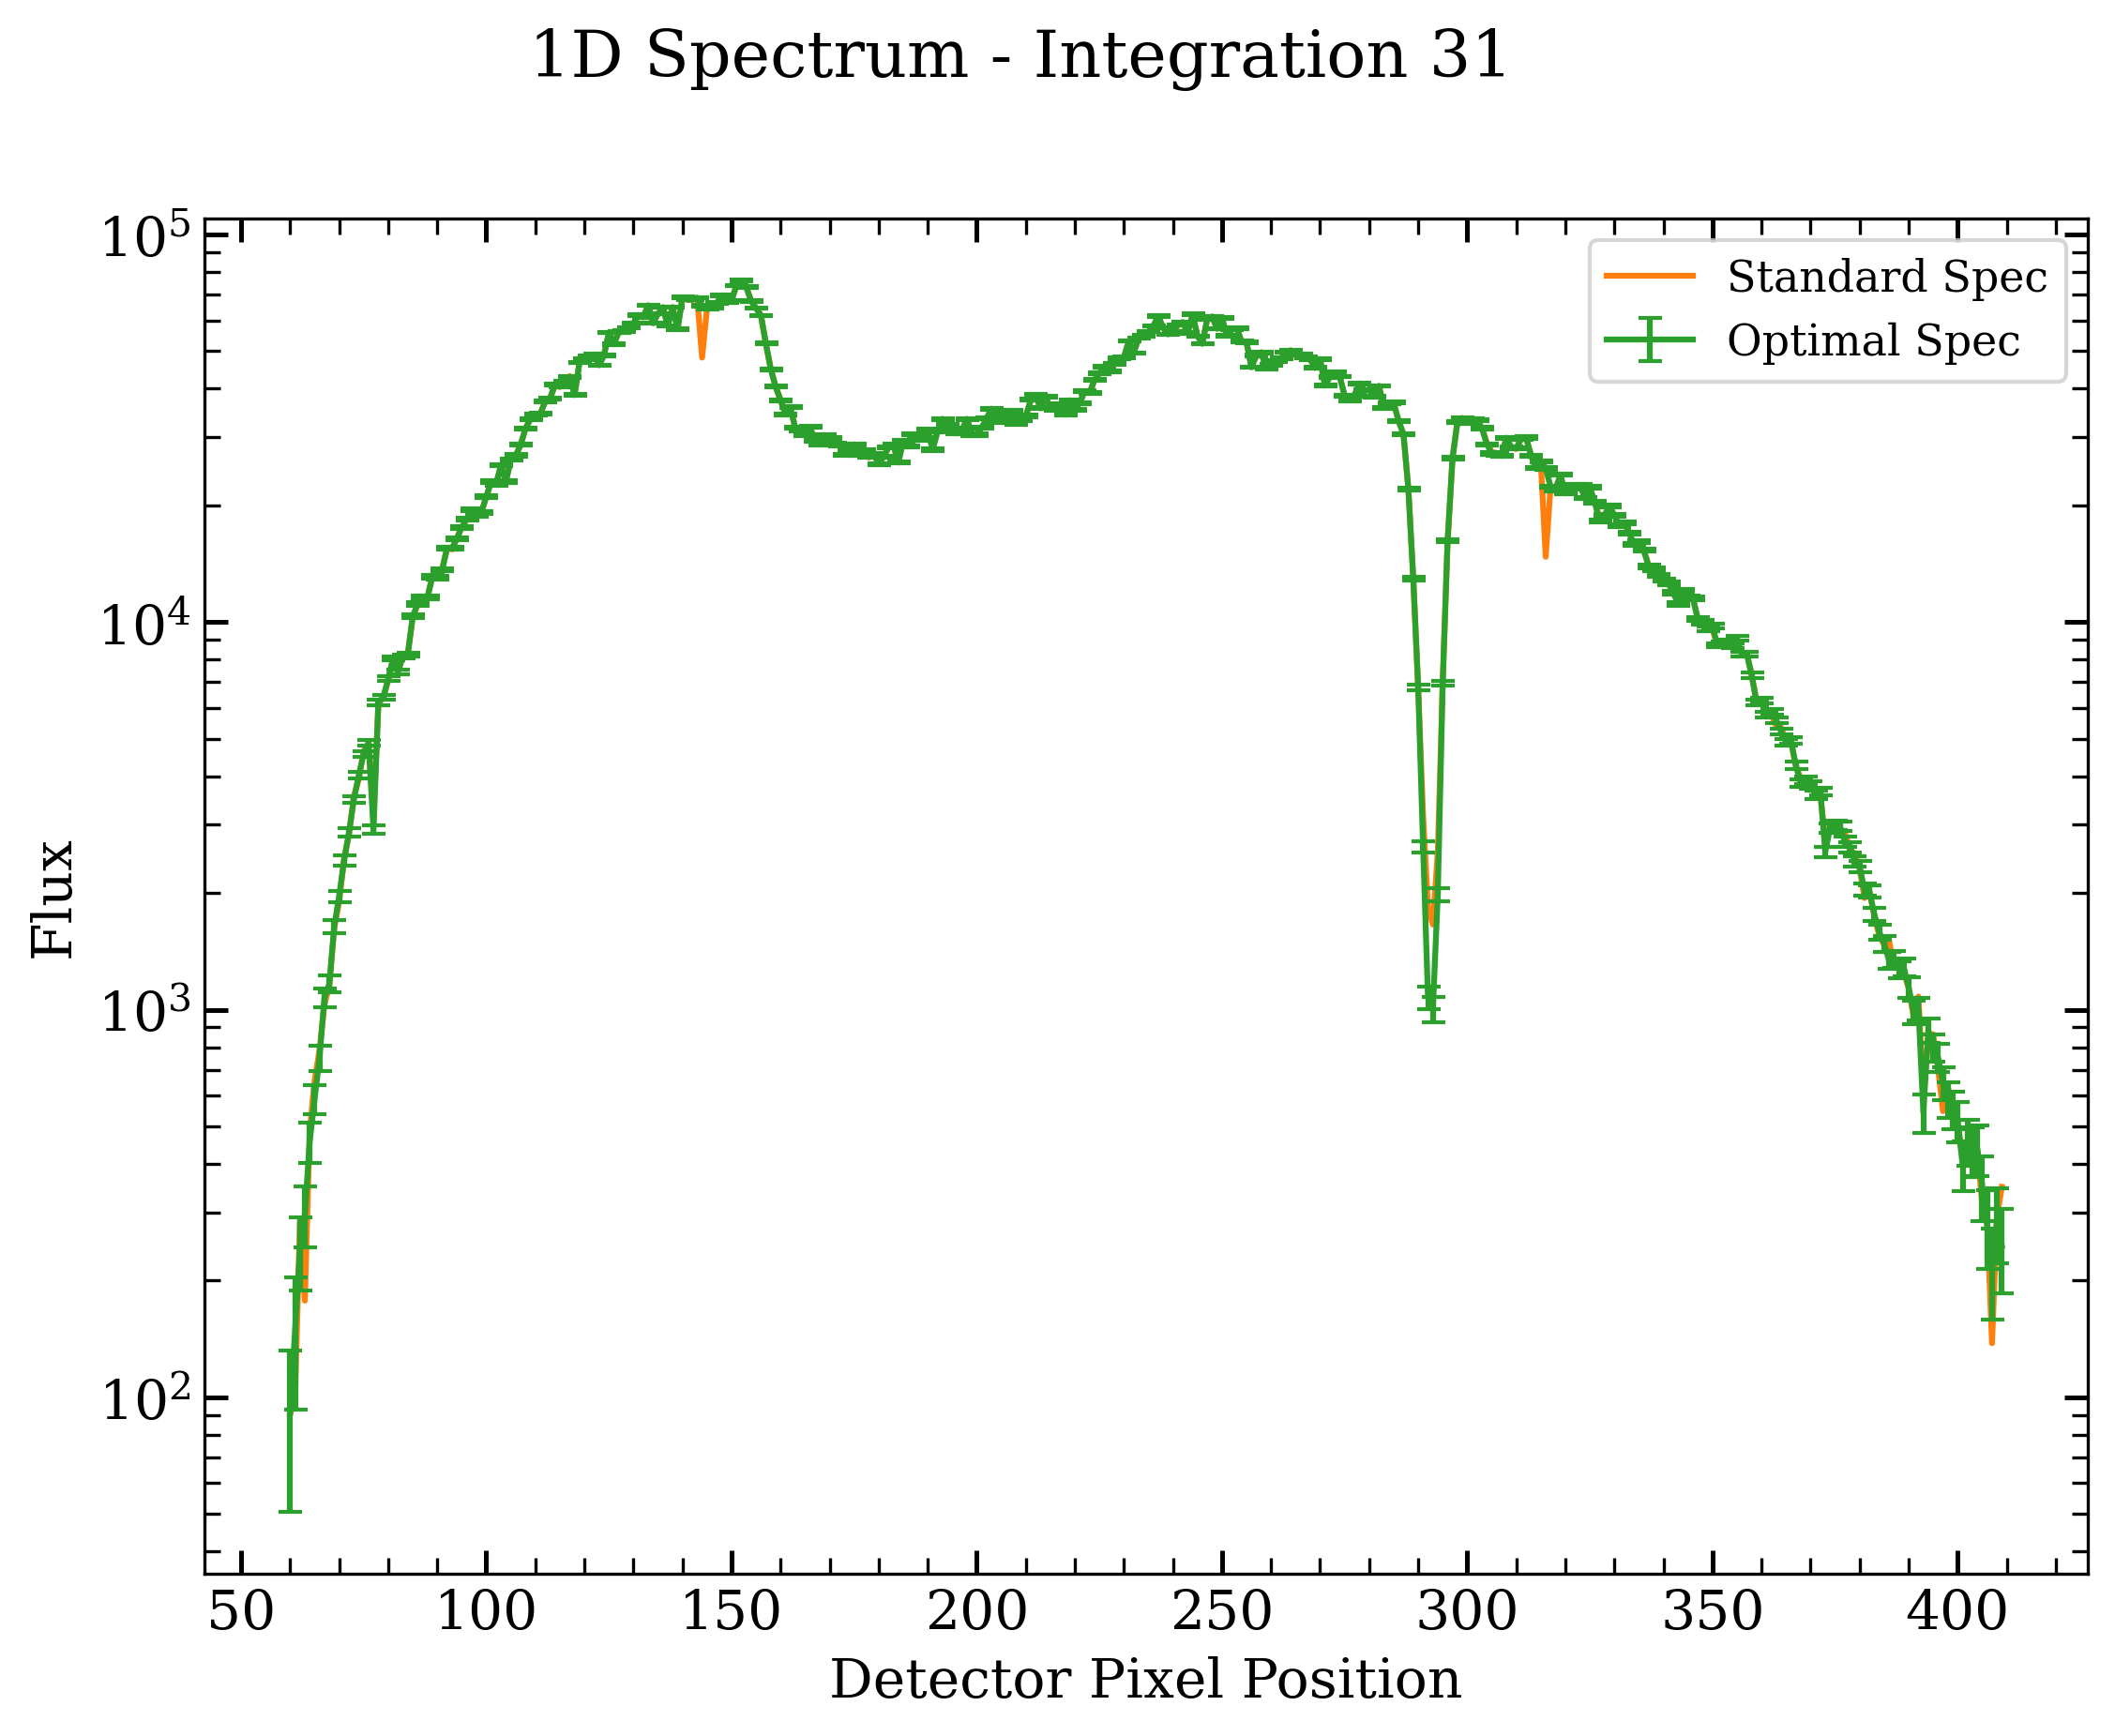 1D Spectrum - Integration 31
10^5
10^4
10^3
10^2
Flux
Standard Spec
Optimal Spec
50 100 150 200 250 300 350 400
Detector Pixel Position